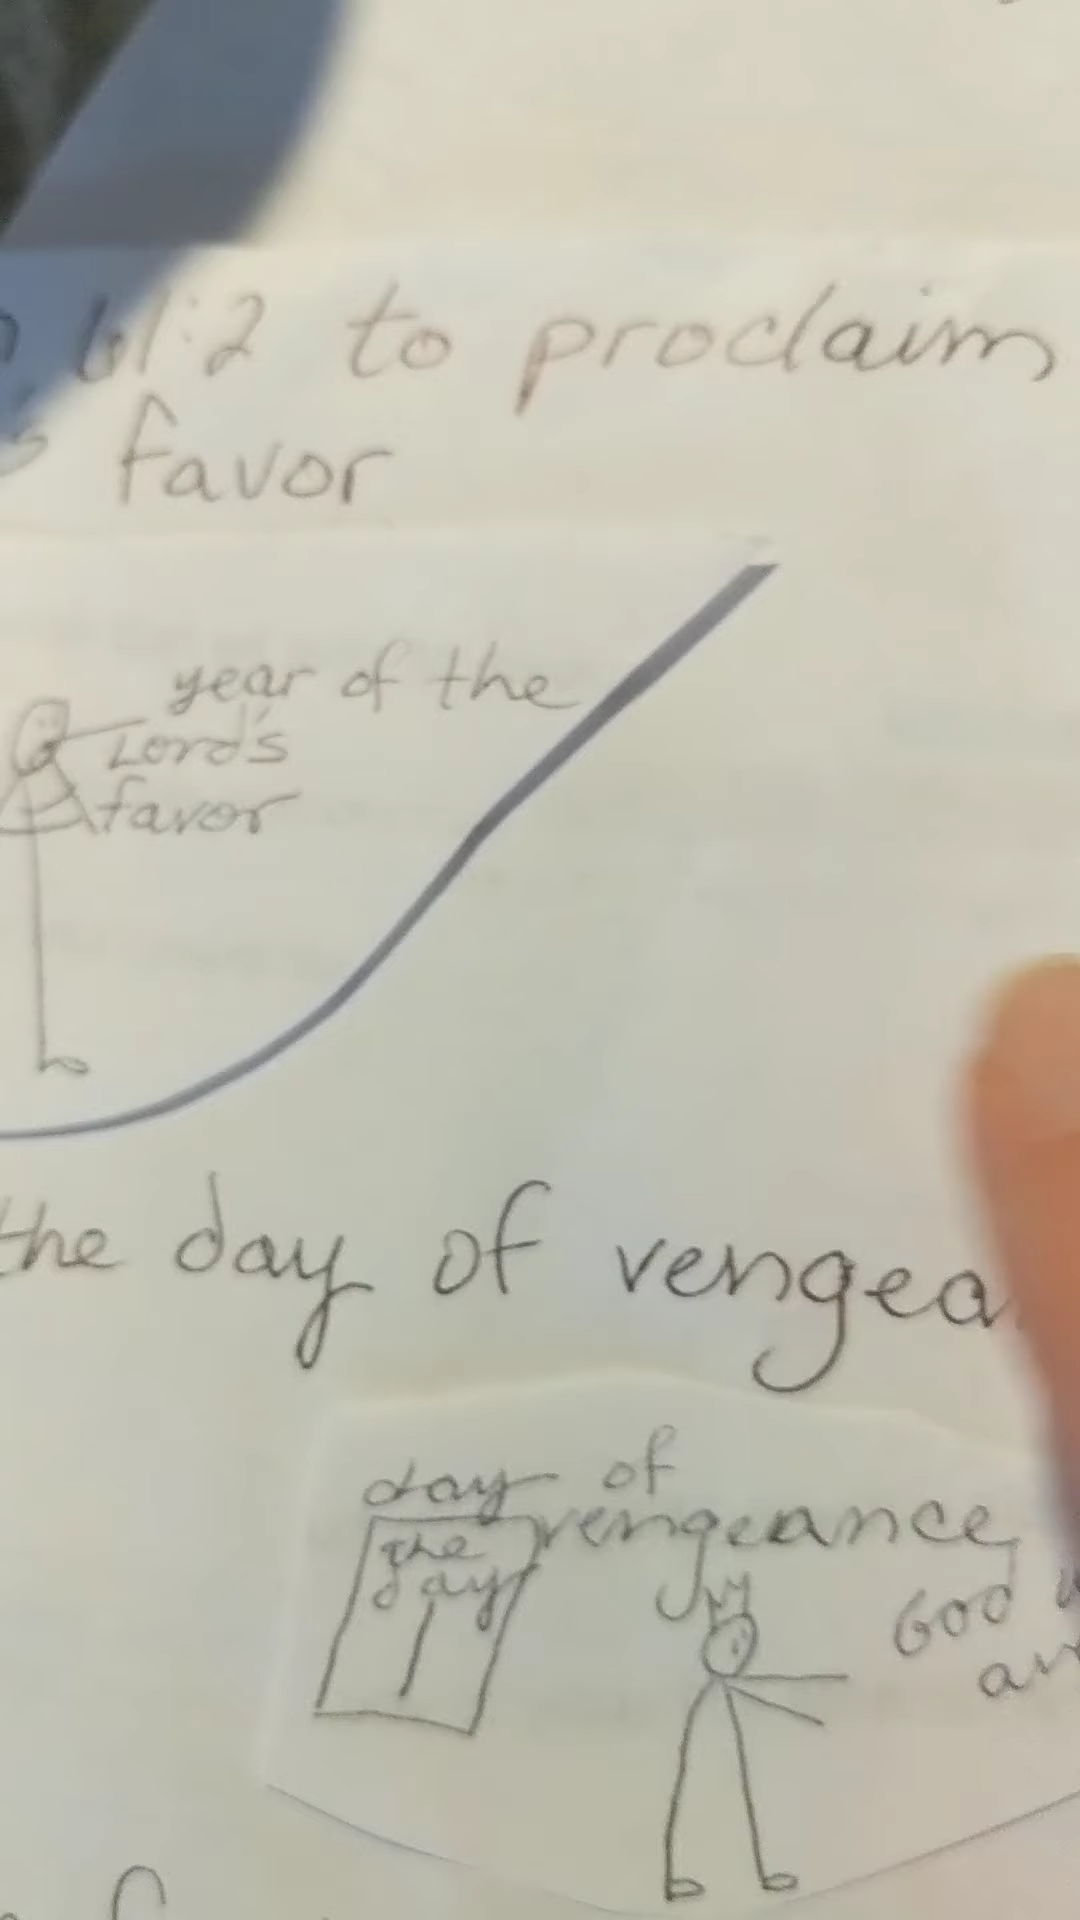 61:2 to proclaim
favor
year of the
Lord's
favor
the day of vengea
day of
vengeance
the
day
God